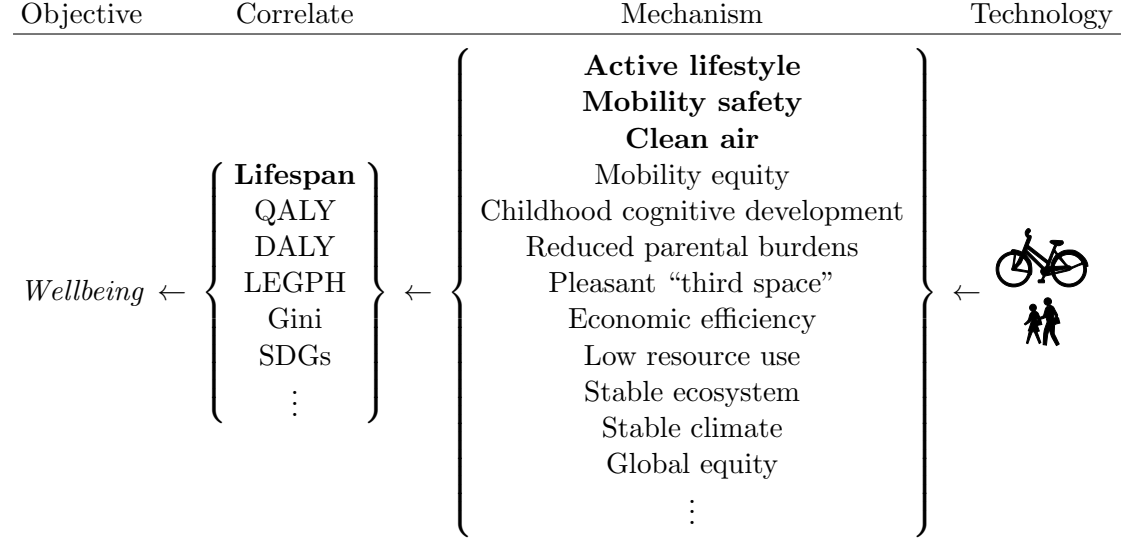 Objective Correlate Mechanism Technology
Active lifestyle
Mobility safety
Clean air
Lifespan Mobility equity
QALY Childhood cognitive development
DALY Reduced parental burdens
Wellbeing ← LEGPH ← Pleasant “third space” ←
Gini Economic efficiency
SDGs Low resource use
⋮ Stable ecosystem
Stable climate
Global equity
⋮